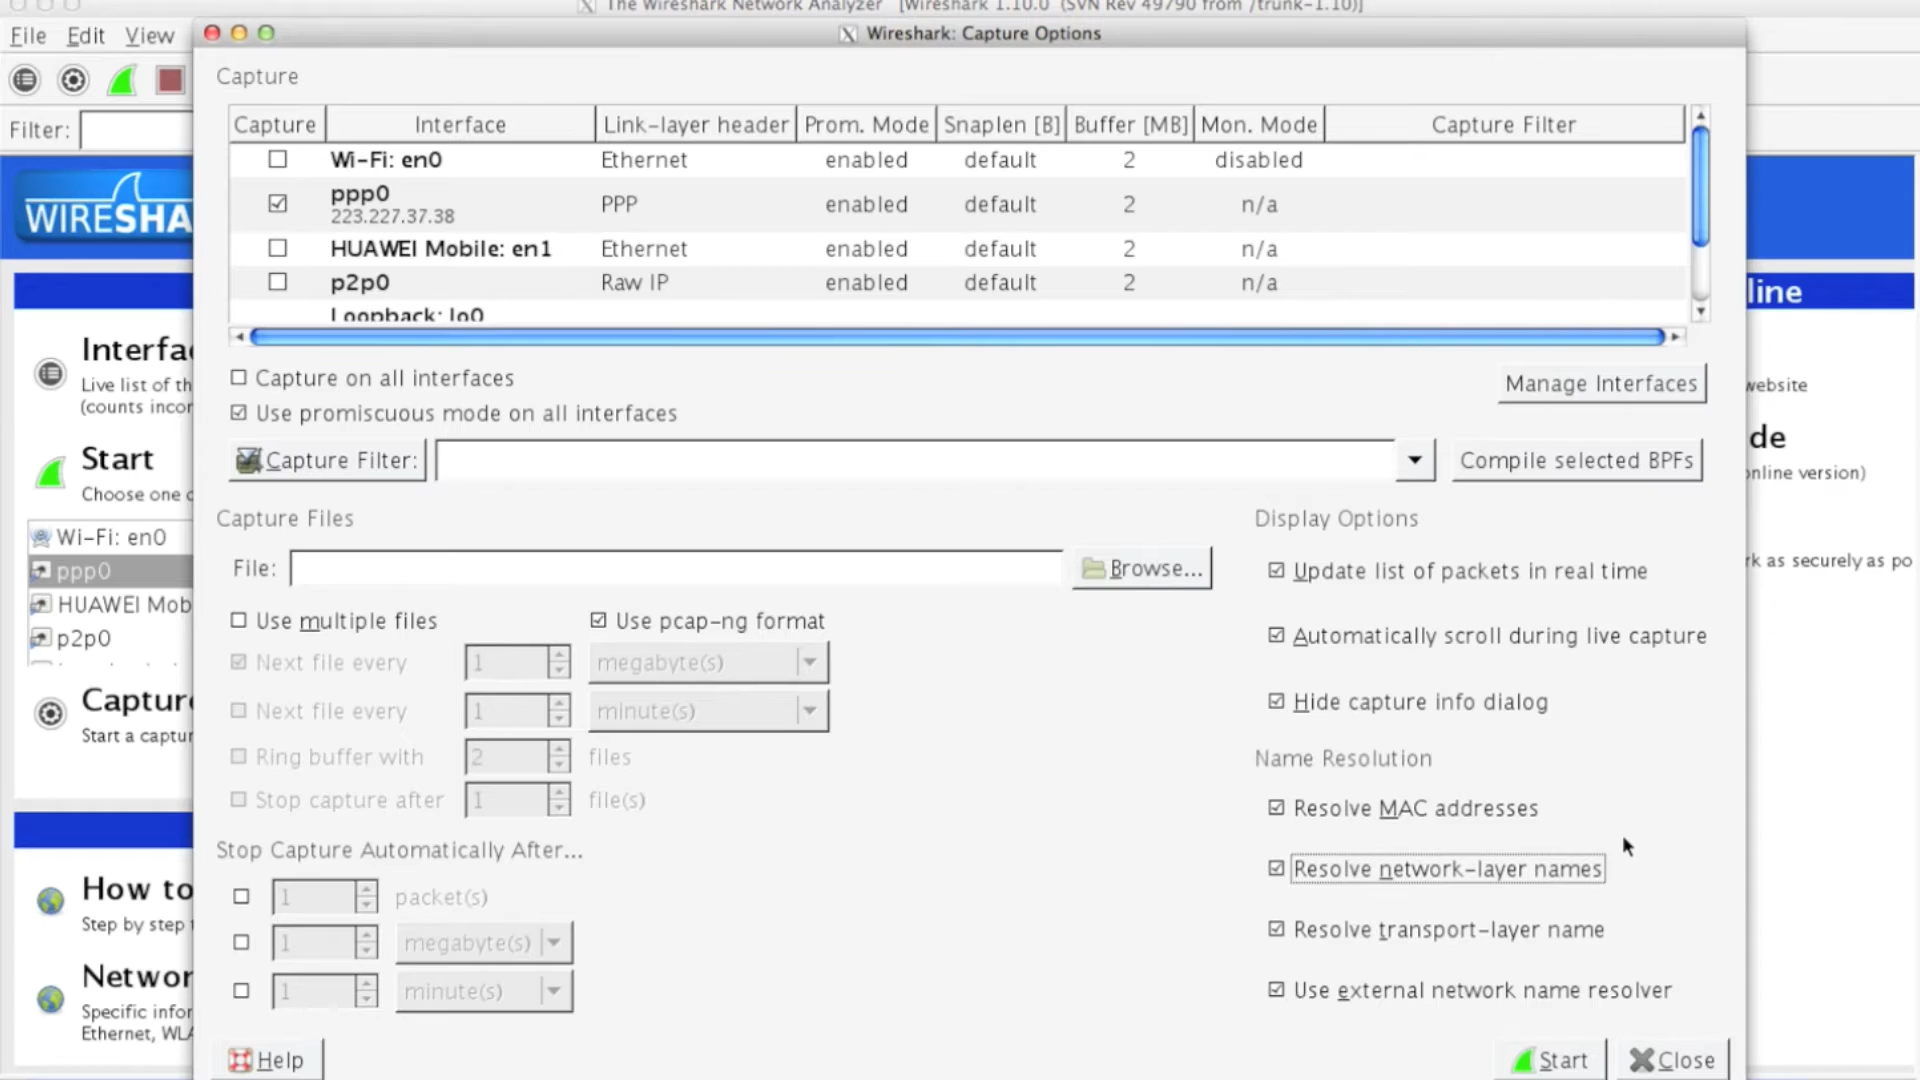 The Wireshark Network Analyzer [Wireshark 1.10.0 (SVN Rev 49790 from /trunk-1.10)]
File Edit View
Wireshark: Capture Options
Capture
Filter:
Capture Interface Link-layer header Prom. Mode Snaplen [B] Buffer [MB] Mon. Mode Capture Filter
Wi-Fi: en0 Ethernet enabled default 2 disabled
ppp0
223.227.37.38
PPP enabled default 2 n/a
HUAWEI Mobile: en1 Ethernet enabled default 2 n/a
p2p0 Raw IP enabled default 2 n/a
Loopback: lo0
Capture on all interfaces
Manage Interfaces
Use promiscuous mode on all interfaces
Capture Filter:
Compile selected BPFs
Capture Files
File:
Browse...
Use multiple files
Use pcap-ng format
Next file every 1 megabyte(s)
Next file every 1 minute(s)
Ring buffer with 2 files
Stop capture after 1 file(s)
Stop Capture Automatically After...
1 packet(s)
1 megabyte(s)
1 minute(s)
Display Options
Update list of packets in real time
Automatically scroll during live capture
Hide capture info dialog
Name Resolution
Resolve MAC addresses
Resolve network-layer names
Resolve transport-layer name
Use external network name resolver
Help
Start
Close
WIRESHA
Interfa
Live list of th
(counts incor
Start
Choose one o
Wi-Fi: en0
ppp0
HUAWEI Mob
p2p0
Captur
Start a captur
How to
Step by step
Networ
Specific infor
Ethernet, WLA
line
website
de
online version)
rk as securely as po